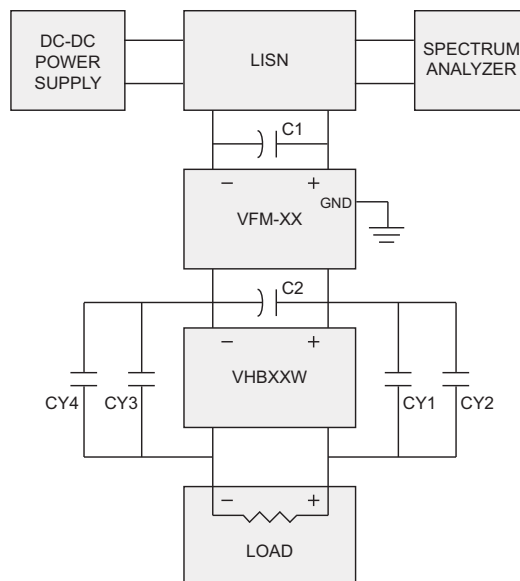 DC-DC
POWER
SUPPLY
LISN
SPECTRUM
ANALYZER
C1
− +
GND
VFM-XX
C2
− +
VHBXXW
CY4 CY3 CY1 CY2
− +
LOAD